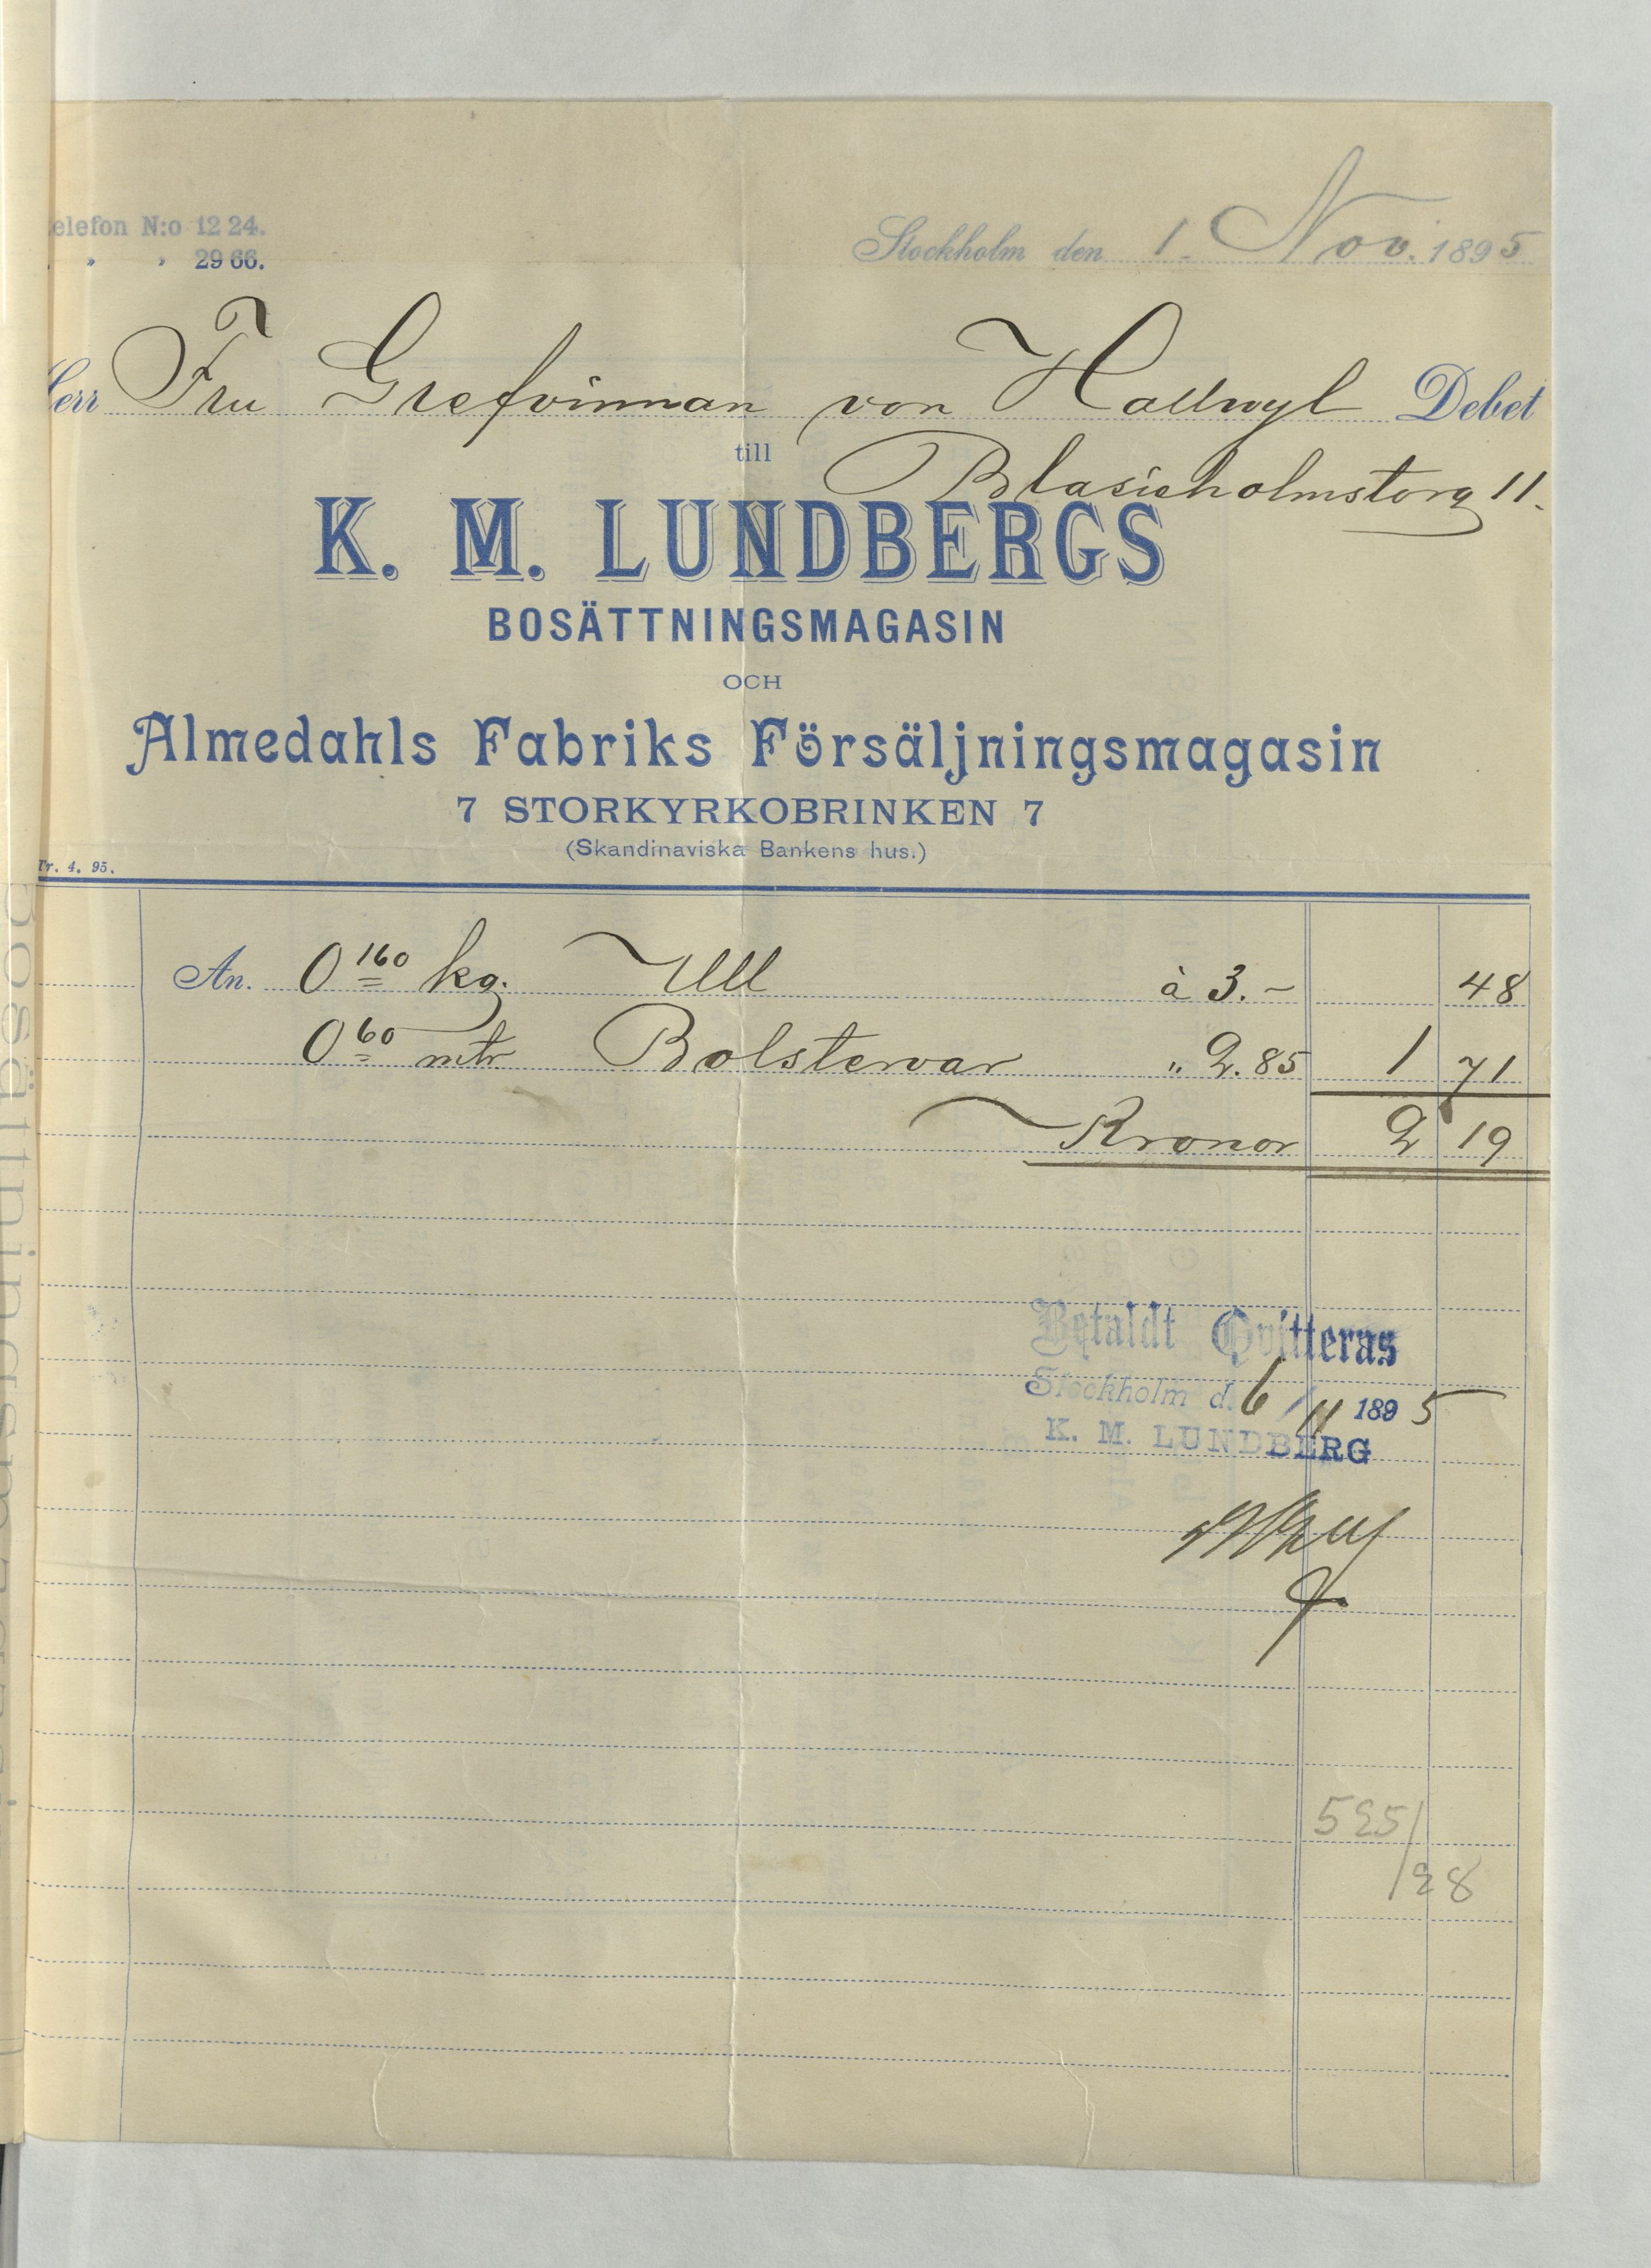 elefon N:o 12 24.
" " 29 66.
Stockholm den 1. Nov. 1895
Herr Fru Grefvinnan von Hallwyl Debet
till
Blasieholmstorg 11.
K. M. LUNDBERGS
BOSÄTTNINGSMAGASIN
OCH
Almedahls Fabriks Försäljningsmagasin
7 STORKYRKOBRINKEN 7
(Skandinaviska Bankens hus.)
Tr. 4. 95.
An. 0 160 kg. Ull à 3.- 48
0 60 mtr Bolstervar " 2.85 1 71
Kronor 2 19
Betaldt Qvitteras
Stockholm d. 6/11 1895
K. M. LUNDBERG
525/
28
Bosättningsmagasin